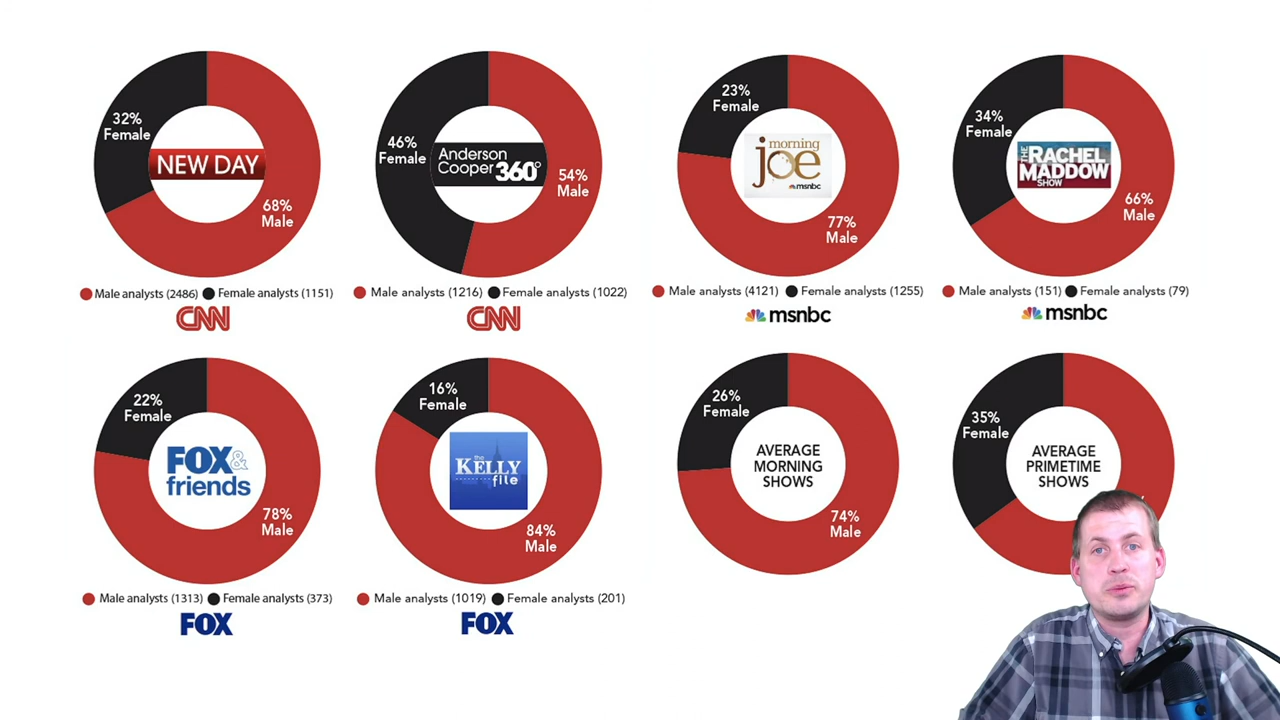 32%
Female
NEW DAY
68%
Male
Male analysts (2486) Female analysts (1151)
CNN
46%
Female
Anderson
Cooper 360°
54%
Male
Male analysts (1216) Female analysts (1022)
CNN
23%
Female
morning
joe
msnbc
77%
Male
Male analysts (4121) Female analysts (1255)
msnbc
34%
Female
THE
RACHEL
MADDOW
SHOW
66%
Male
Male analysts (151) Female analysts (79)
msnbc
22%
Female
FOX&
friends
78%
Male
Male analysts (1313) Female analysts (373)
FOX
16%
Female
the
KELLY
file
84%
Male
Male analysts (1019) Female analysts (201)
FOX
26%
Female
AVERAGE
MORNING
SHOWS
74%
Male
35%
Female
AVERAGE
PRIMETIME
SHOWS